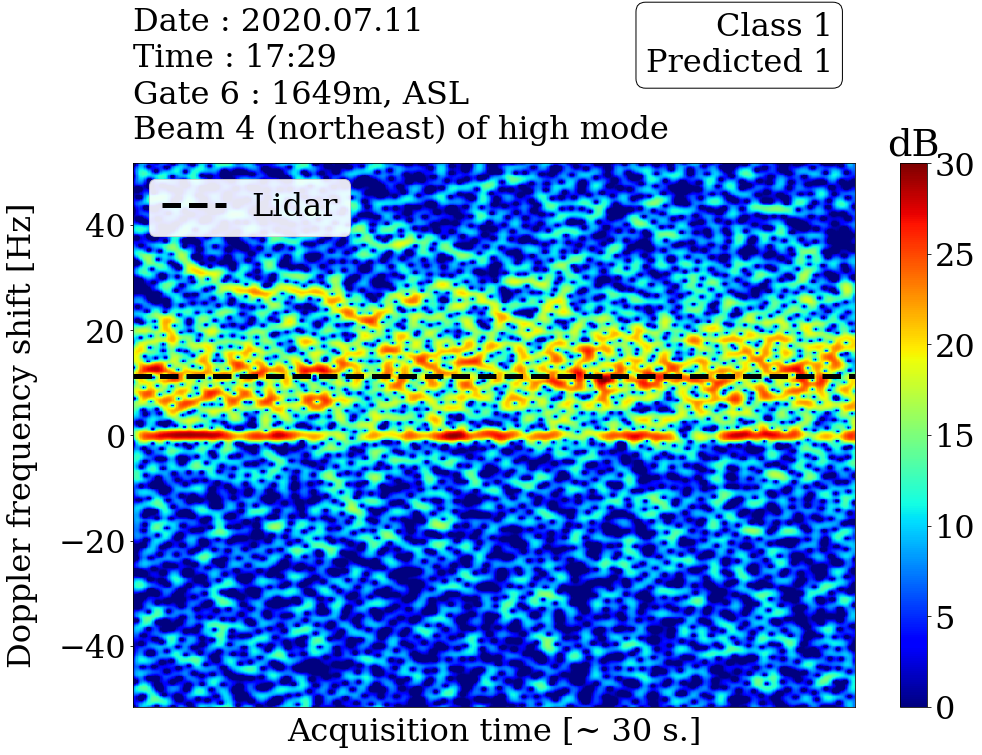 Date : 2020.07.11
Time : 17:29
Gate 6 : 1649m, ASL
Beam 4 (northeast) of high mode
Class 1
Predicted 1
dB
Lidar
Doppler frequency shift [Hz]
40
20
0
−20
−40
30
25
20
15
10
5
0
Acquisition time [~ 30 s.]